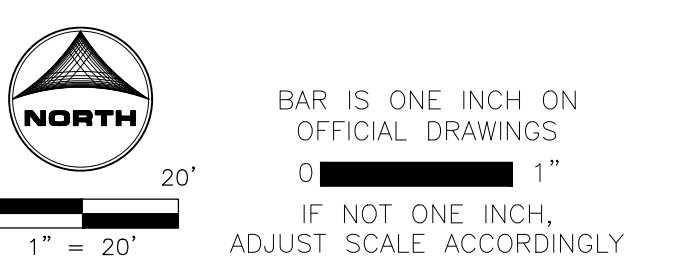 NORTH
20'
1" = 20'
BAR IS ONE INCH ON
OFFICIAL DRAWINGS
0 1"
IF NOT ONE INCH,
ADJUST SCALE ACCORDINGLY